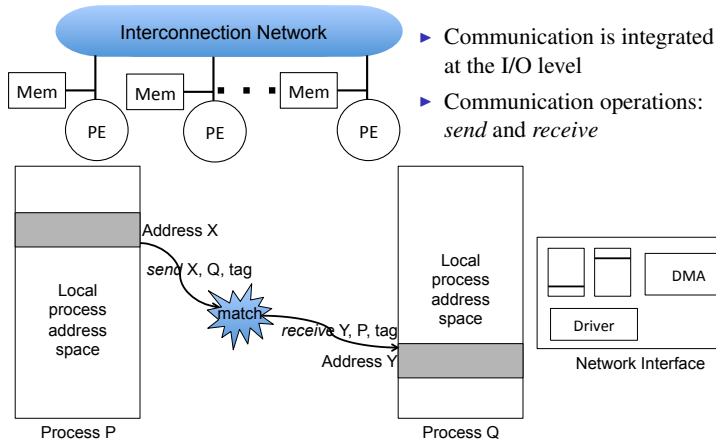 Interconnection Network
Mem
Mem
Mem
PE
PE
PE
▶ Communication is integrated
at the I/O level
▶ Communication operations:
send and receive
Address X
send X, Q, tag
match
receive Y, P, tag
Address Y
Local
process
address
space
Local
process
address
space
DMA
Driver
Network Interface
Process P
Process Q